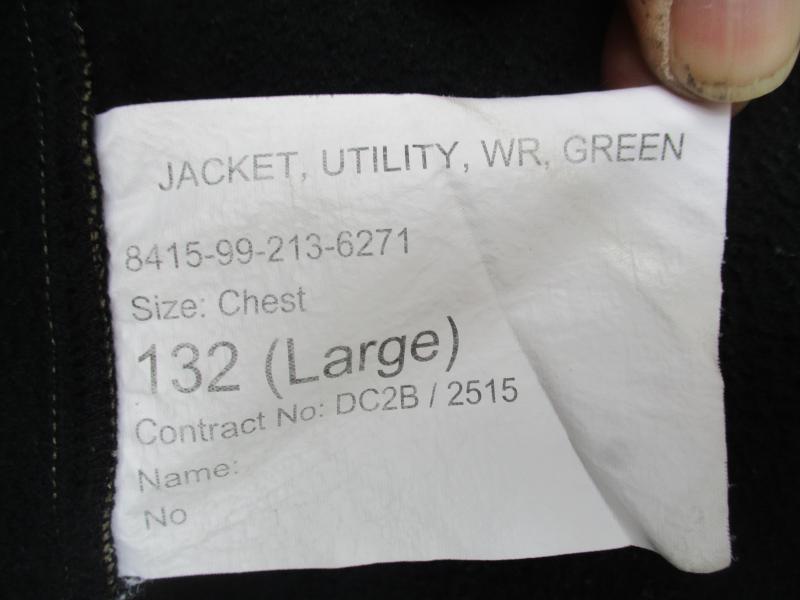 JACKET, UTILITY, WR, GREEN
8415-99-213-6271
Size: Chest
132 (Large)
Contract No: DC2B / 2515
Name:
No